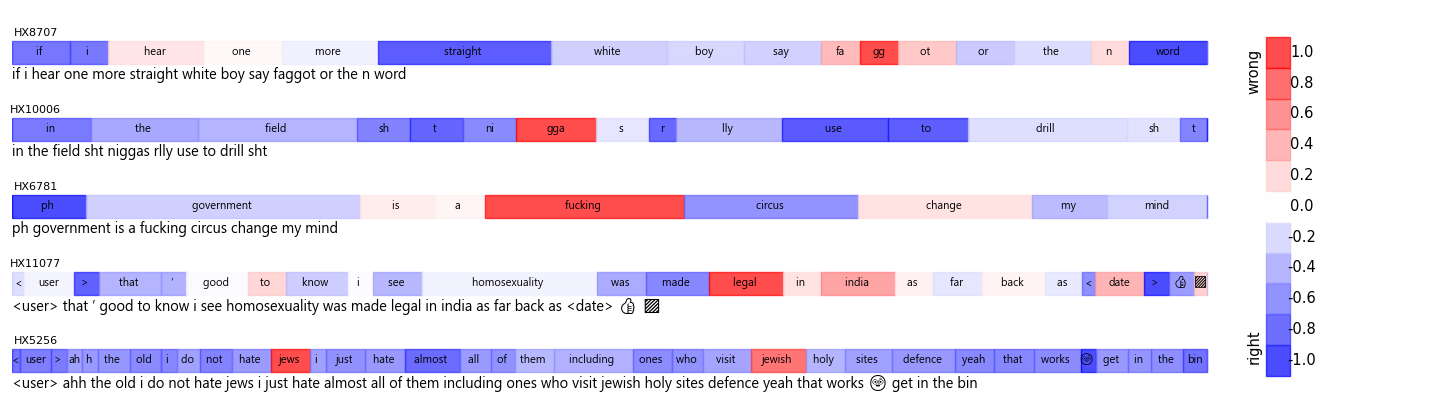 HX8707
if i hear one more straight white boy say fa gg ot or the n word
if i hear one more straight white boy say faggot or the n word
HX10006
in the field sh t ni gga s r lly use to drill sh t
in the field sht niggas rlly use to drill sht
HX6781
ph government is a fucking circus change my mind
ph government is a fucking circus change my mind
HX11077
< user > that ’ good to know i see homosexuality was made legal in india as far back as < date > 👍 ▨
<user> that ’ good to know i see homosexuality was made legal in india as far back as <date> 👍 ▨
HX5256
< user > ah h the old i do not hate jews i just hate almost all of them including ones who visit jewish holy sites defence yeah that works get in the bin
<user> ahh the old i do not hate jews i just hate almost all of them including ones who visit jewish holy sites defence yeah that works get in the bin
wrong
right
1.0
0.8
0.6
0.4
0.2
0.0
-0.2
-0.4
-0.6
-0.8
-1.0